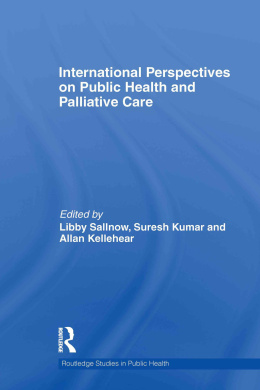 International Perspectives
on Public Health and
Palliative Care
Edited by
Libby Sallnow, Suresh Kumar and
Allan Kellehear
ROUTLEDGE
Routledge Studies in Public Health